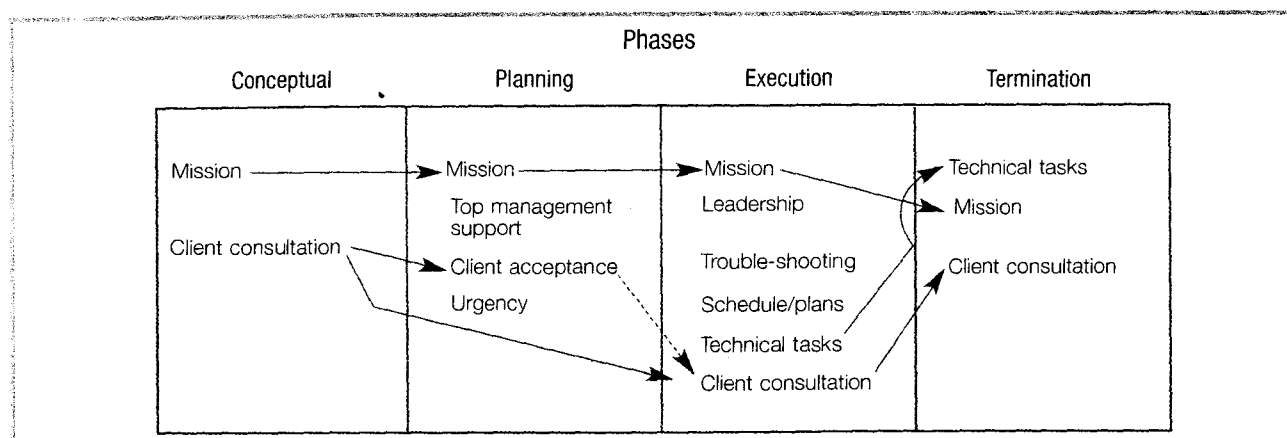 Phases
Conceptual
Planning
Execution
Termination
Mission
Client consultation
Mission
Top management
support
Client acceptance
Urgency
Mission
Leadership
Trouble-shooting
Schedule/plans
Technical tasks
Client consultation
Technical tasks
Mission
Client consultation